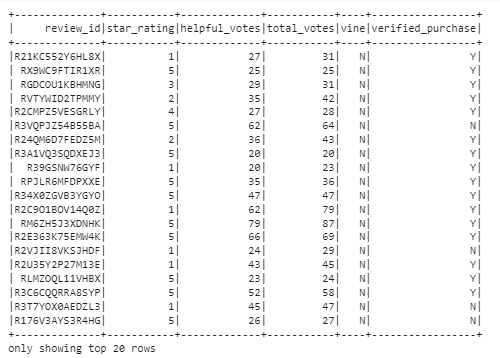 +--------------+-----------+-------------+-----------+----+-----------------+
|     review_id|star_rating|helpful_votes|total_votes|vine|verified_purchase|
+--------------+-----------+-------------+-----------+----+-----------------+
|R21KC552Y6HL8X|          1|           27|         31|   N|                Y|
| RX9WC9FTIR1XR|          5|           25|         25|   N|                Y|
| RGDCOU1KBHMNG|          3|           29|         31|   N|                Y|
| RVTYWID2TPMMY|          2|           35|         42|   N|                Y|
|R2CMPZ5VESGRLY|          4|           27|         28|   N|                Y|
|R3VQPJZ54B55BA|          5|           62|         64|   N|                N|
|R24QM6D7FEDZ5M|          2|           36|         43|   N|                Y|
|R3A1VQ3SQDXEJ3|          5|           20|         20|   N|                Y|
|  R39GSNW76GYF|          1|           20|         23|   N|                Y|
| RPJLR6MFDPXXE|          5|           35|         36|   N|                Y|
|R34X0ZGVB3YGYO|          5|           47|         47|   N|                Y|
|R2C9O1BOV14Q0Z|          1|           62|         79|   N|                Y|
| RM6ZH5J3XDNHK|          5|           79|         87|   N|                Y|
|R2E363K75EMW4K|          5|           66|         69|   N|                Y|
|R2VJII8VKSJHDF|          1|           24|         29|   N|                N|
|R2U35Y2P27M13E|          1|           43|         45|   N|                Y|
| RLMZOQL11VHBX|          5|           23|         24|   N|                Y|
|R3C6CQQRRA8SYP|          5|           52|         58|   N|                Y|
|R3T7YOX0AEDZL3|          1|           45|         47|   N|                N|
|R176V3AYS3R4HG|          5|           26|         27|   N|                N|
+--------------+-----------+-------------+-----------+----+-----------------+
only showing top 20 rows